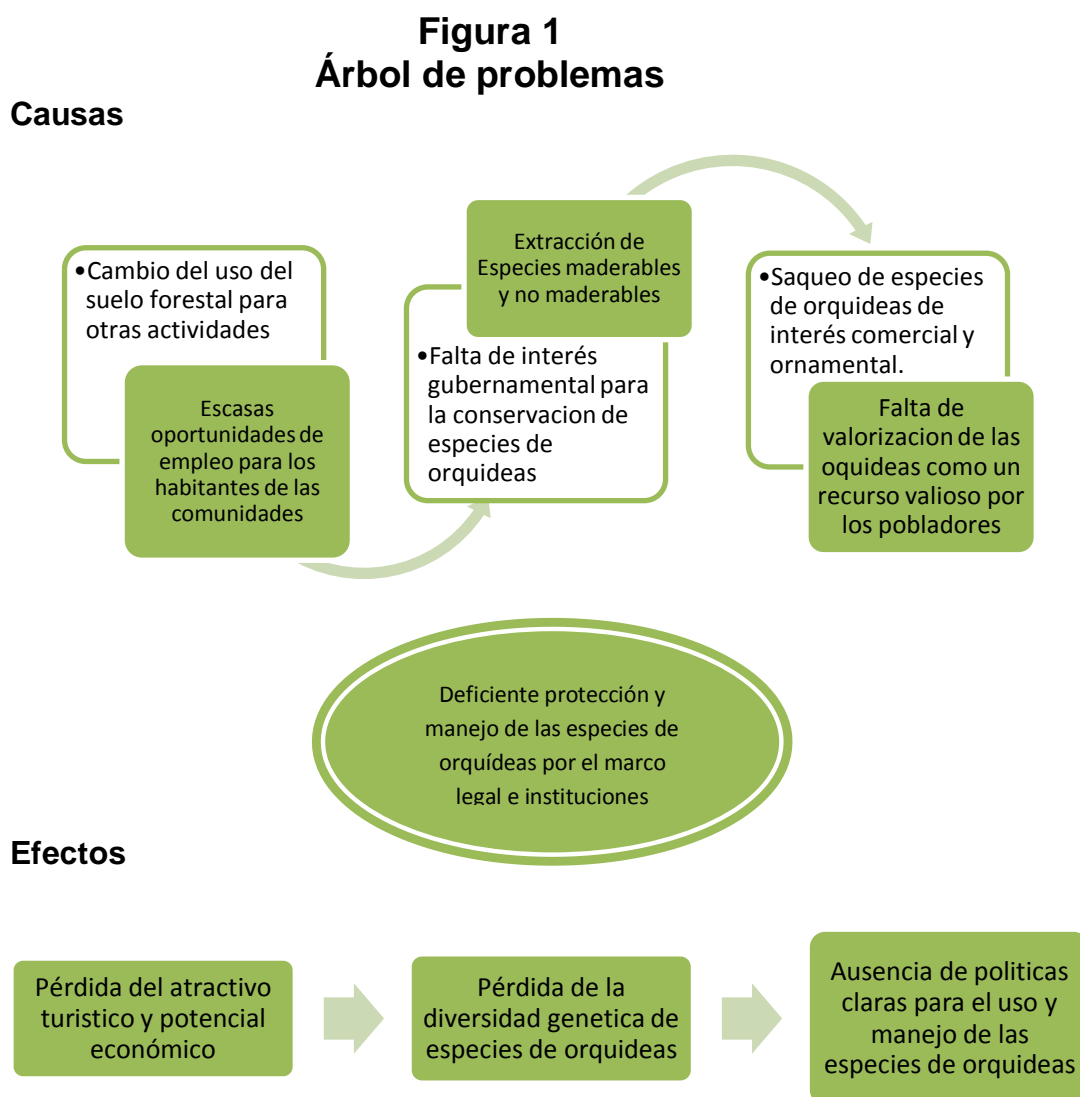 Figura 1
Árbol de problemas
Causas
•Cambio del uso del
suelo forestal para
otras actividades
Escasas
oportunidades de
empleo para los
habitantes de las
comunidades
Extracción de
Especies maderables
y no maderables
•Falta de interés
gubernamental para
la conservacion de
especies de
orquideas
•Saqueo de especies
de orquideas de
interés comercial y
ornamental.
Falta de
valorizacion de las
oquideas como un
recurso valioso por
los pobladores
Deficiente protección y
manejo de las especies de
orquídeas por el marco
legal e instituciones
Efectos
Pérdida del atractivo
turistico y potencial
económico
Pérdida de la
diversidad genetica de
especies de orquideas
Ausencia de politicas
claras para el uso y
manejo de las
especies de orquideas